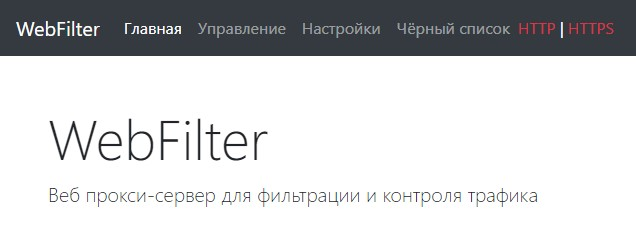 WebFilter Главная Управление Настройки Чёрный список HTTP | HTTPS
WebFilter
Веб прокси-сервер для фильтрации и контроля трафика